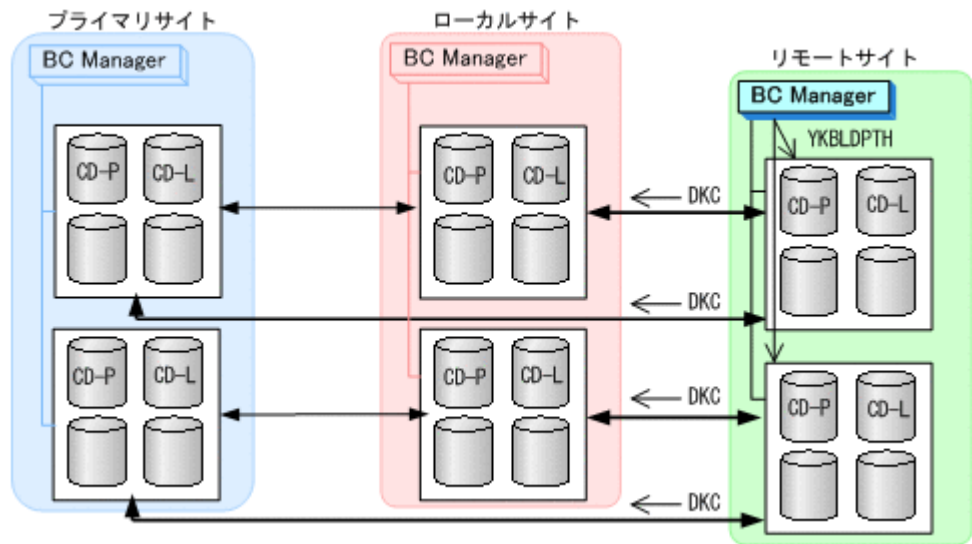 プライマリサイト
ローカルサイト
リモートサイト
BC Manager
BC Manager
BC Manager
YKBLDPTH
CD-P
CD-L
CD-P
CD-L
DKC
CD-P
CD-L
DKC
CD-P
CD-L
CD-P
CD-L
DKC
CD-P
CD-L
DKC